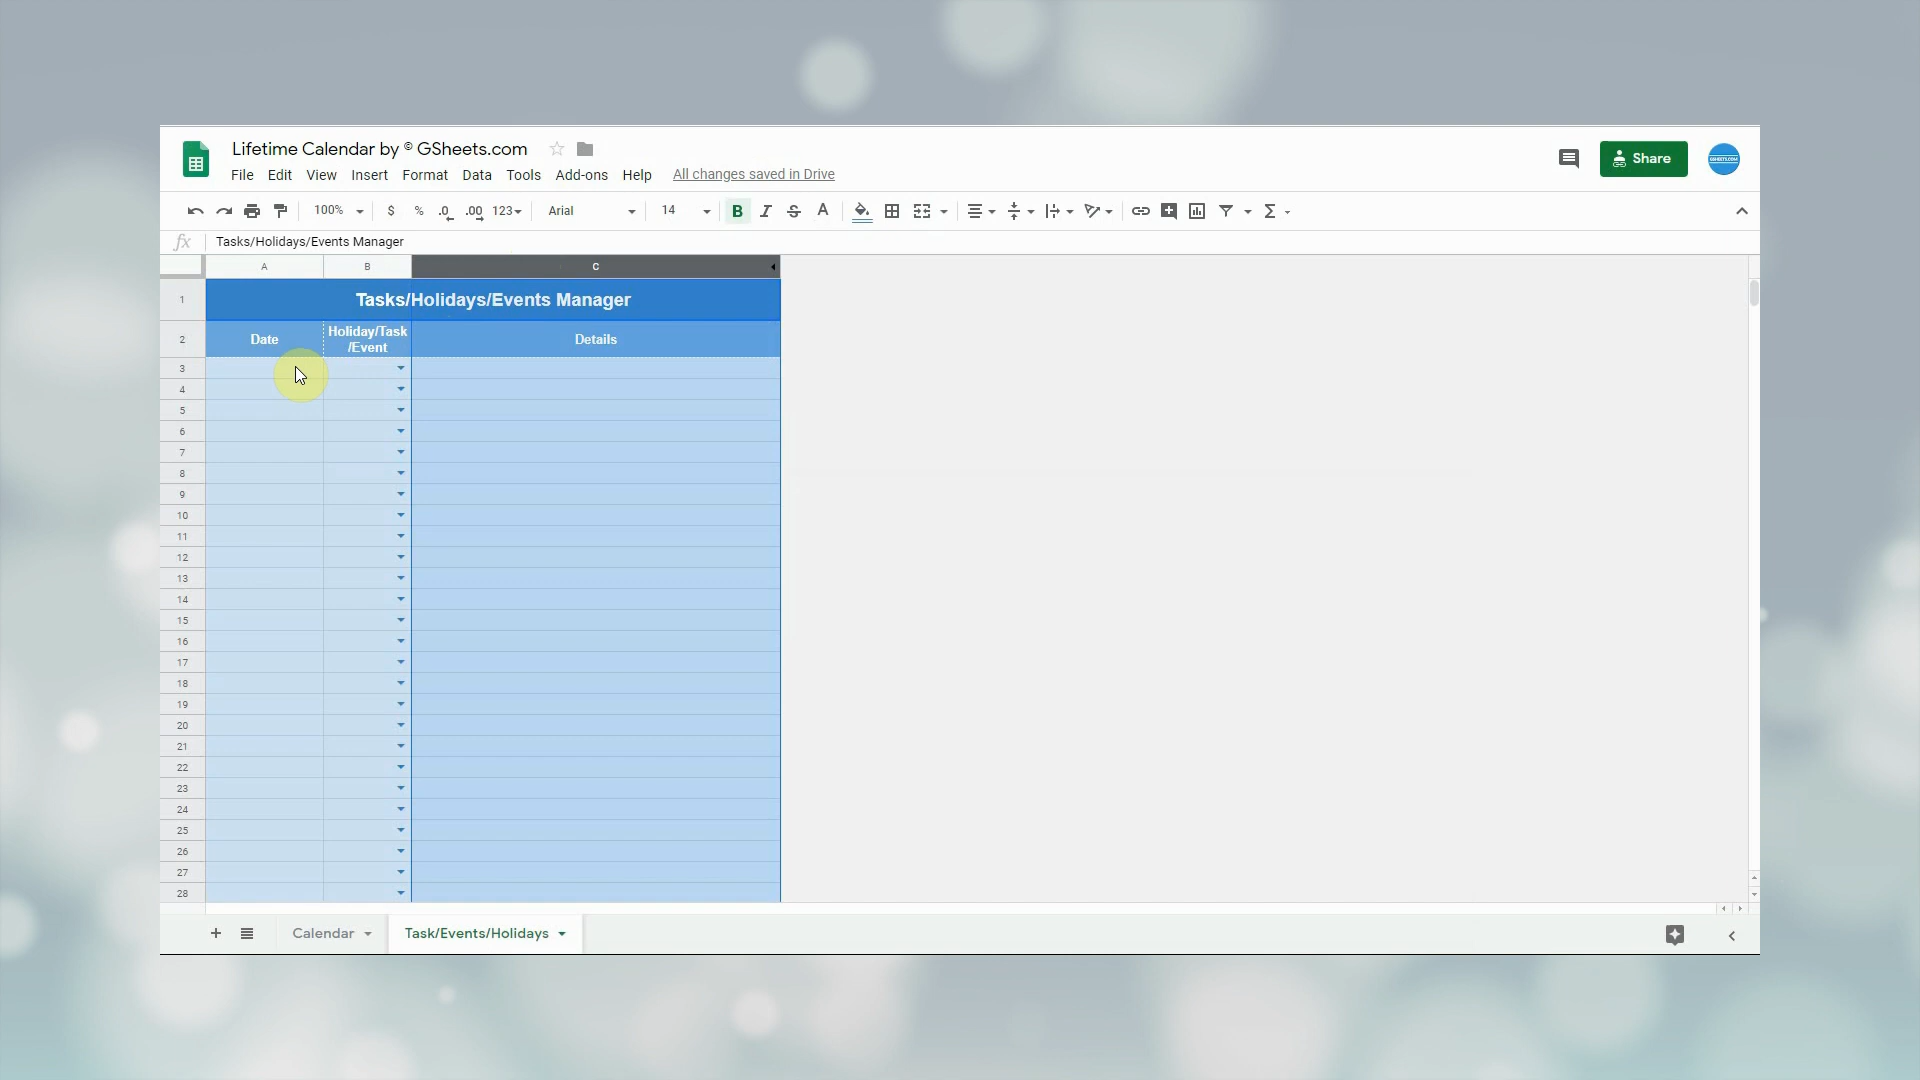 Lifetime Calendar by © GSheets.com
File Edit View Insert Format Data Tools Add-ons Help All changes saved in Drive
Share
GSHEETS.COM
100% $ % .0 .00 123 Arial 14 B I S A
fx Tasks/Holidays/Events Manager
A B C
1 Tasks/Holidays/Events Manager
2 Date Holiday/Task
/Event Details
3
4
5
6
7
8
9
10
11
12
13
14
15
16
17
18
19
20
21
22
23
24
25
26
27
28
Calendar Task/Events/Holidays